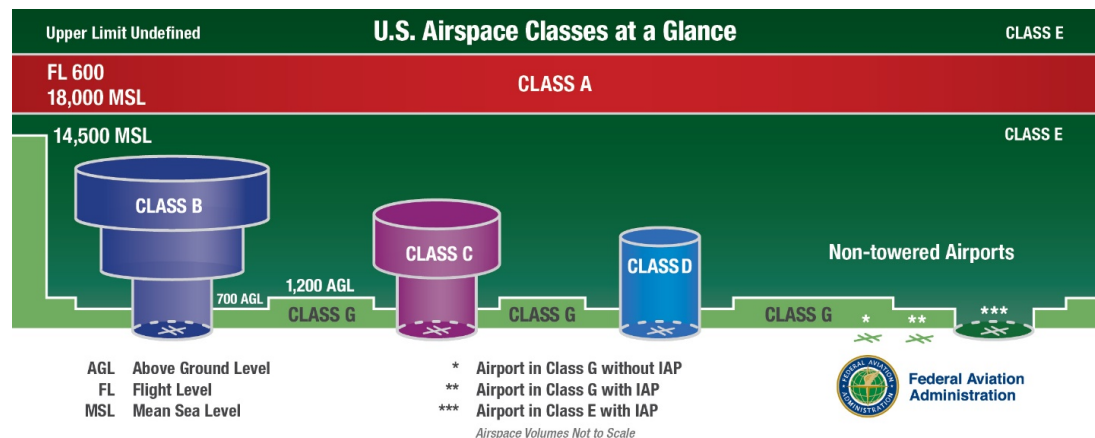 U.S. Airspace Classes at a Glance
Upper Limit Undefined
CLASS E
FL 600
18,000 MSL
CLASS A
14,500 MSL
CLASS E
CLASS B
CLASS C
CLASS D
Non-towered Airports
700 AGL
1,200 AGL
CLASS G
CLASS G
CLASS G
*
**
***
AGL Above Ground Level
FL Flight Level
MSL Mean Sea Level
* Airport in Class G without IAP
** Airport in Class G with IAP
*** Airport in Class E with IAP
Airspace Volumes Not to Scale
FEDERAL AVIATION
ADMINISTRATION
Federal Aviation
Administration